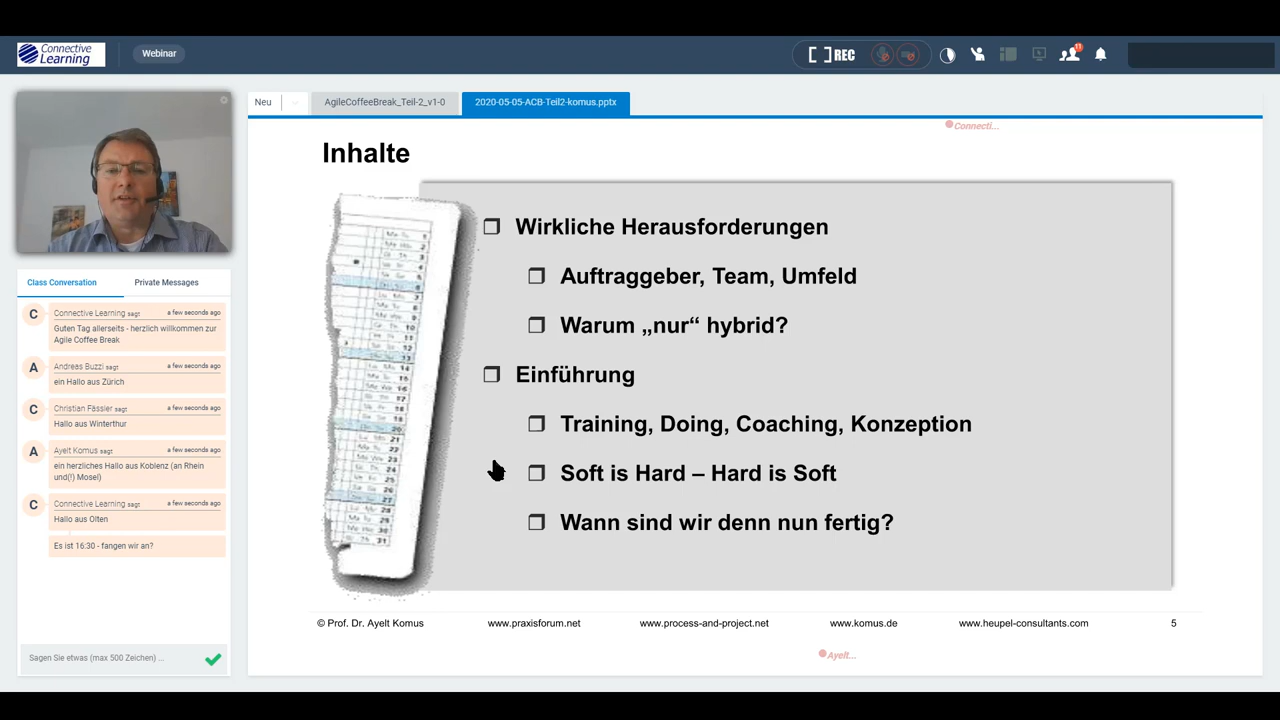 Connective
Learning
Webinar
[ ] REC
11
Neu
AgileCoffeeBreak_Teil-2_v1-0
2020-05-05-ACB-Teil2-komus.pptx
Connecti...
Class Conversation
Private Messages
C
Connective Learning sagt
a few seconds ago
Guten Tag allerseits - herzlich willkommen zur
Agile Coffee Break
A
Andreas Buzzi sagt
a few seconds ago
ein Hallo aus Zürich
C
Christian Fässler sagt
a few seconds ago
Hallo aus Winterthur
A
Ayelt Komus sagt
a few seconds ago
ein herzliches Hallo aus Koblenz (an Rhein
und(!) Mosel)
C
Connective Learning sagt
a few seconds ago
Hallo aus Olten
Es ist 16:30 - fangen wir an?
Sagen Sie etwas (max 500 Zeichen) ...
Inhalte
❒ Wirkliche Herausforderungen
❒ Auftraggeber, Team, Umfeld
❒ Warum „nur“ hybrid?
❒ Einführung
❒ Training, Doing, Coaching, Konzeption
❒ Soft is Hard – Hard is Soft
❒ Wann sind wir denn nun fertig?
© Prof. Dr. Ayelt Komus
www.praxisforum.net
www.process-and-project.net
www.komus.de
www.heupel-consultants.com
5
Ayelt...